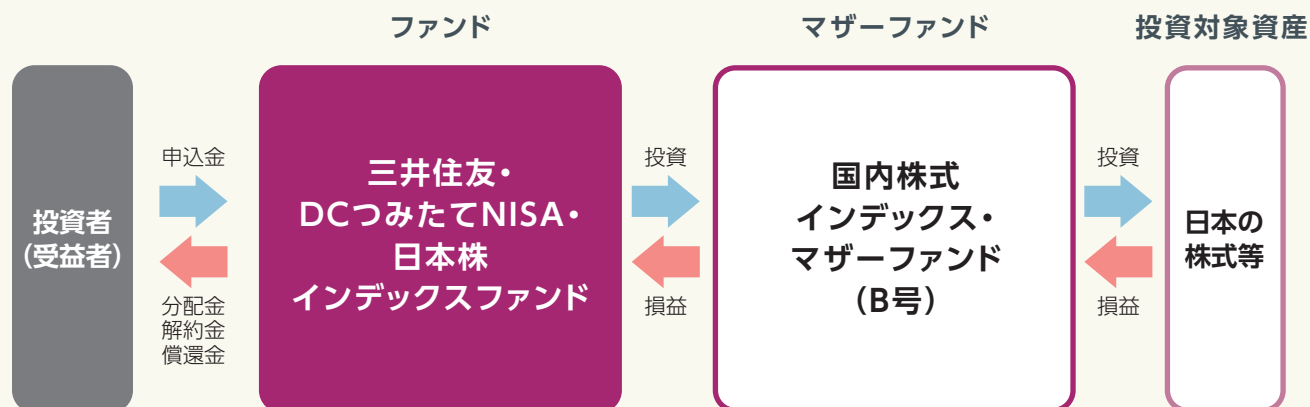 ファンド
マザーファンド
投資対象資産
投資者
(受益者)
申込金
分配金
解約金
償還金
三井住友・
DCつみたてNISA・
日本株
インデックスファンド
投資
損益
国内株式
インデックス・
マザーファンド
(B号)
投資
損益
日本の
株式等